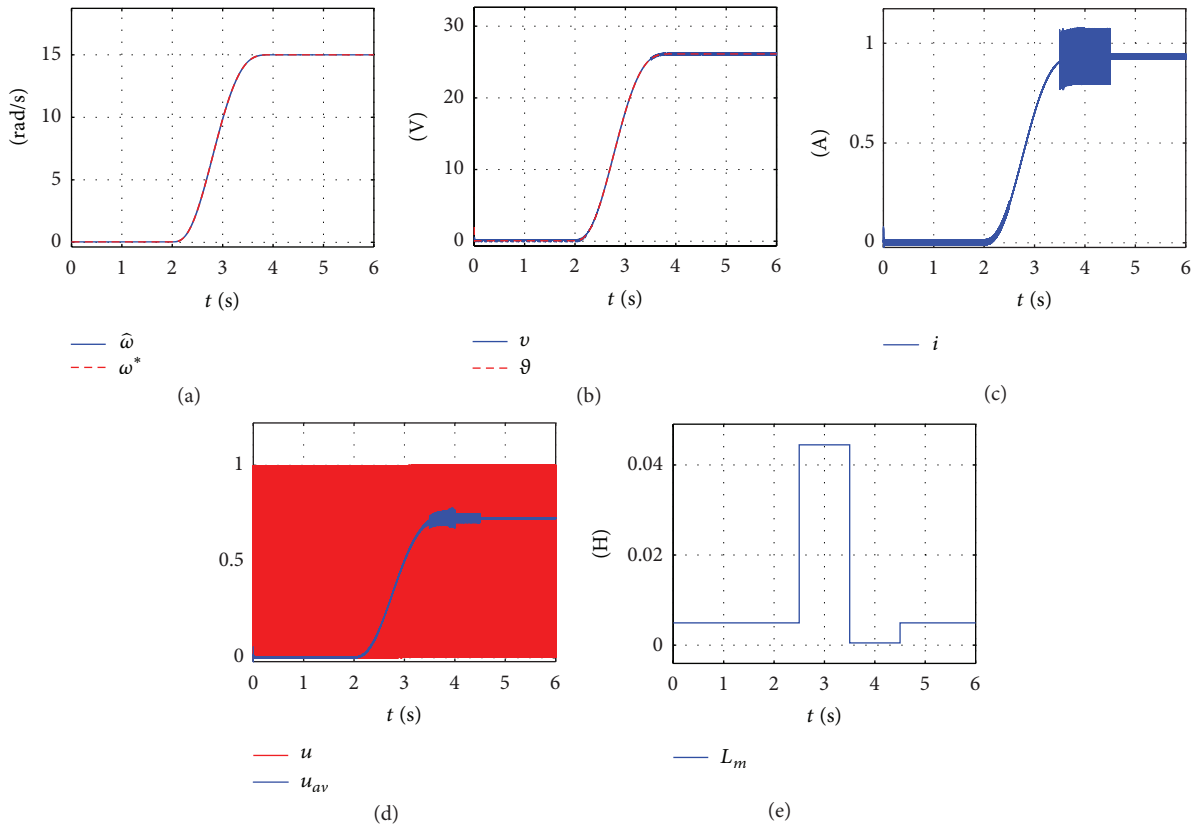 (rad/s)
15
10
5
0
0 1 2 3 4 5 6
t (s)
ω̂
ω*
(a)
(V)
30
20
10
0
0 1 2 3 4 5 6
t (s)
υ
ϑ
(b)
(A)
1
0.5
0
0 1 2 3 4 5 6
t (s)
i
(c)
1
0.5
0
0 1 2 3 4 5 6
t (s)
u
u_av
(d)
(H)
0.04
0.02
0
0 1 2 3 4 5 6
t (s)
L_m
(e)